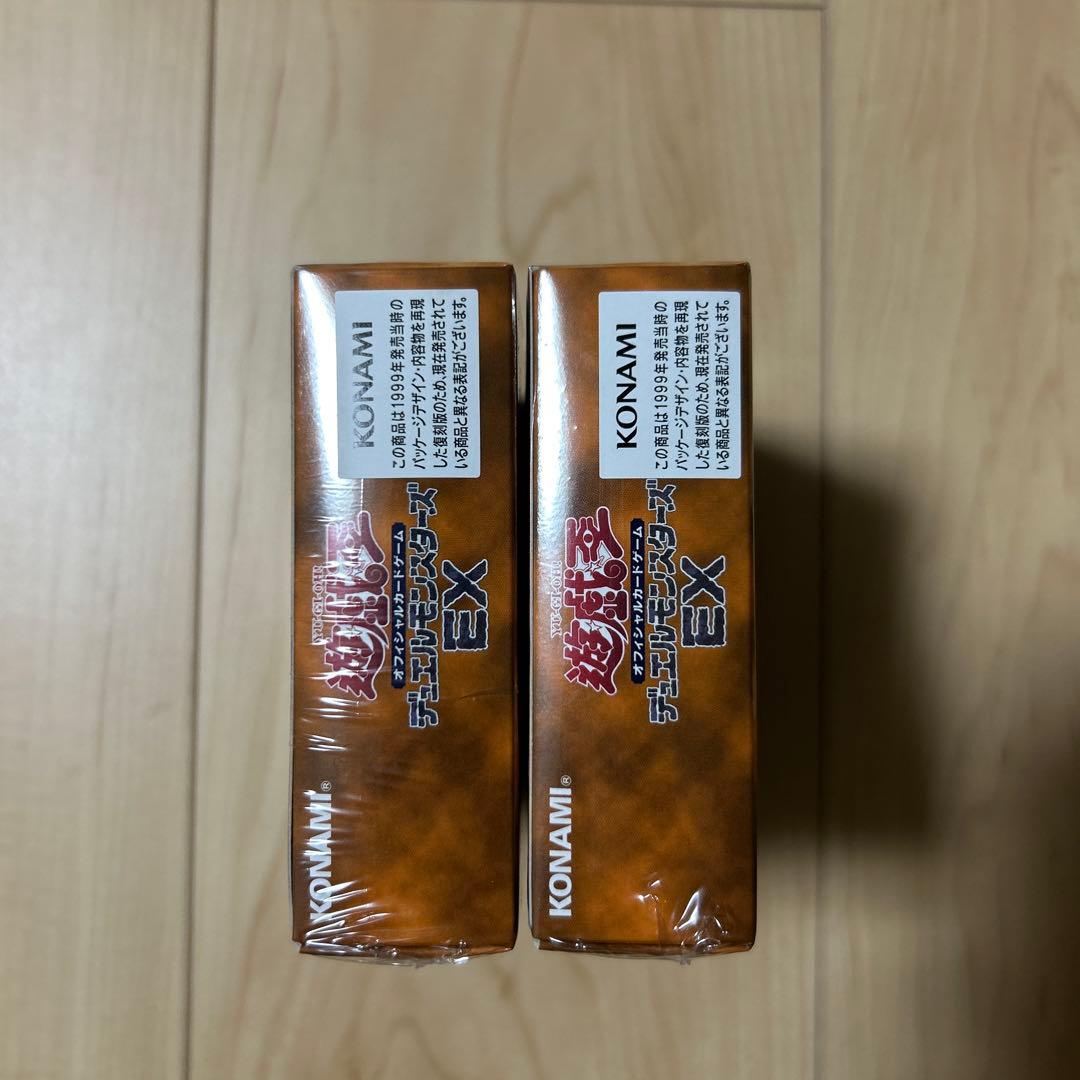 KONAMI
この商品は1999年発売当時の
パッケージデザイン・内容物を再現
した復刻版のため、現在発売されて
いる商品と異なる表記がございます。
YU-GI-OH!
遊戯王
オフィシャルカードゲーム
デュエルモンスターズ
EX
KONAMI®
KONAMI
この商品は1999年発売当時の
パッケージデザイン・内容物を再現
した復刻版のため、現在発売されて
いる商品と異なる表記がございます。
YU-GI-OH!
遊戯王
オフィシャルカードゲーム
デュエルモンスターズ
EX
KONAMI®